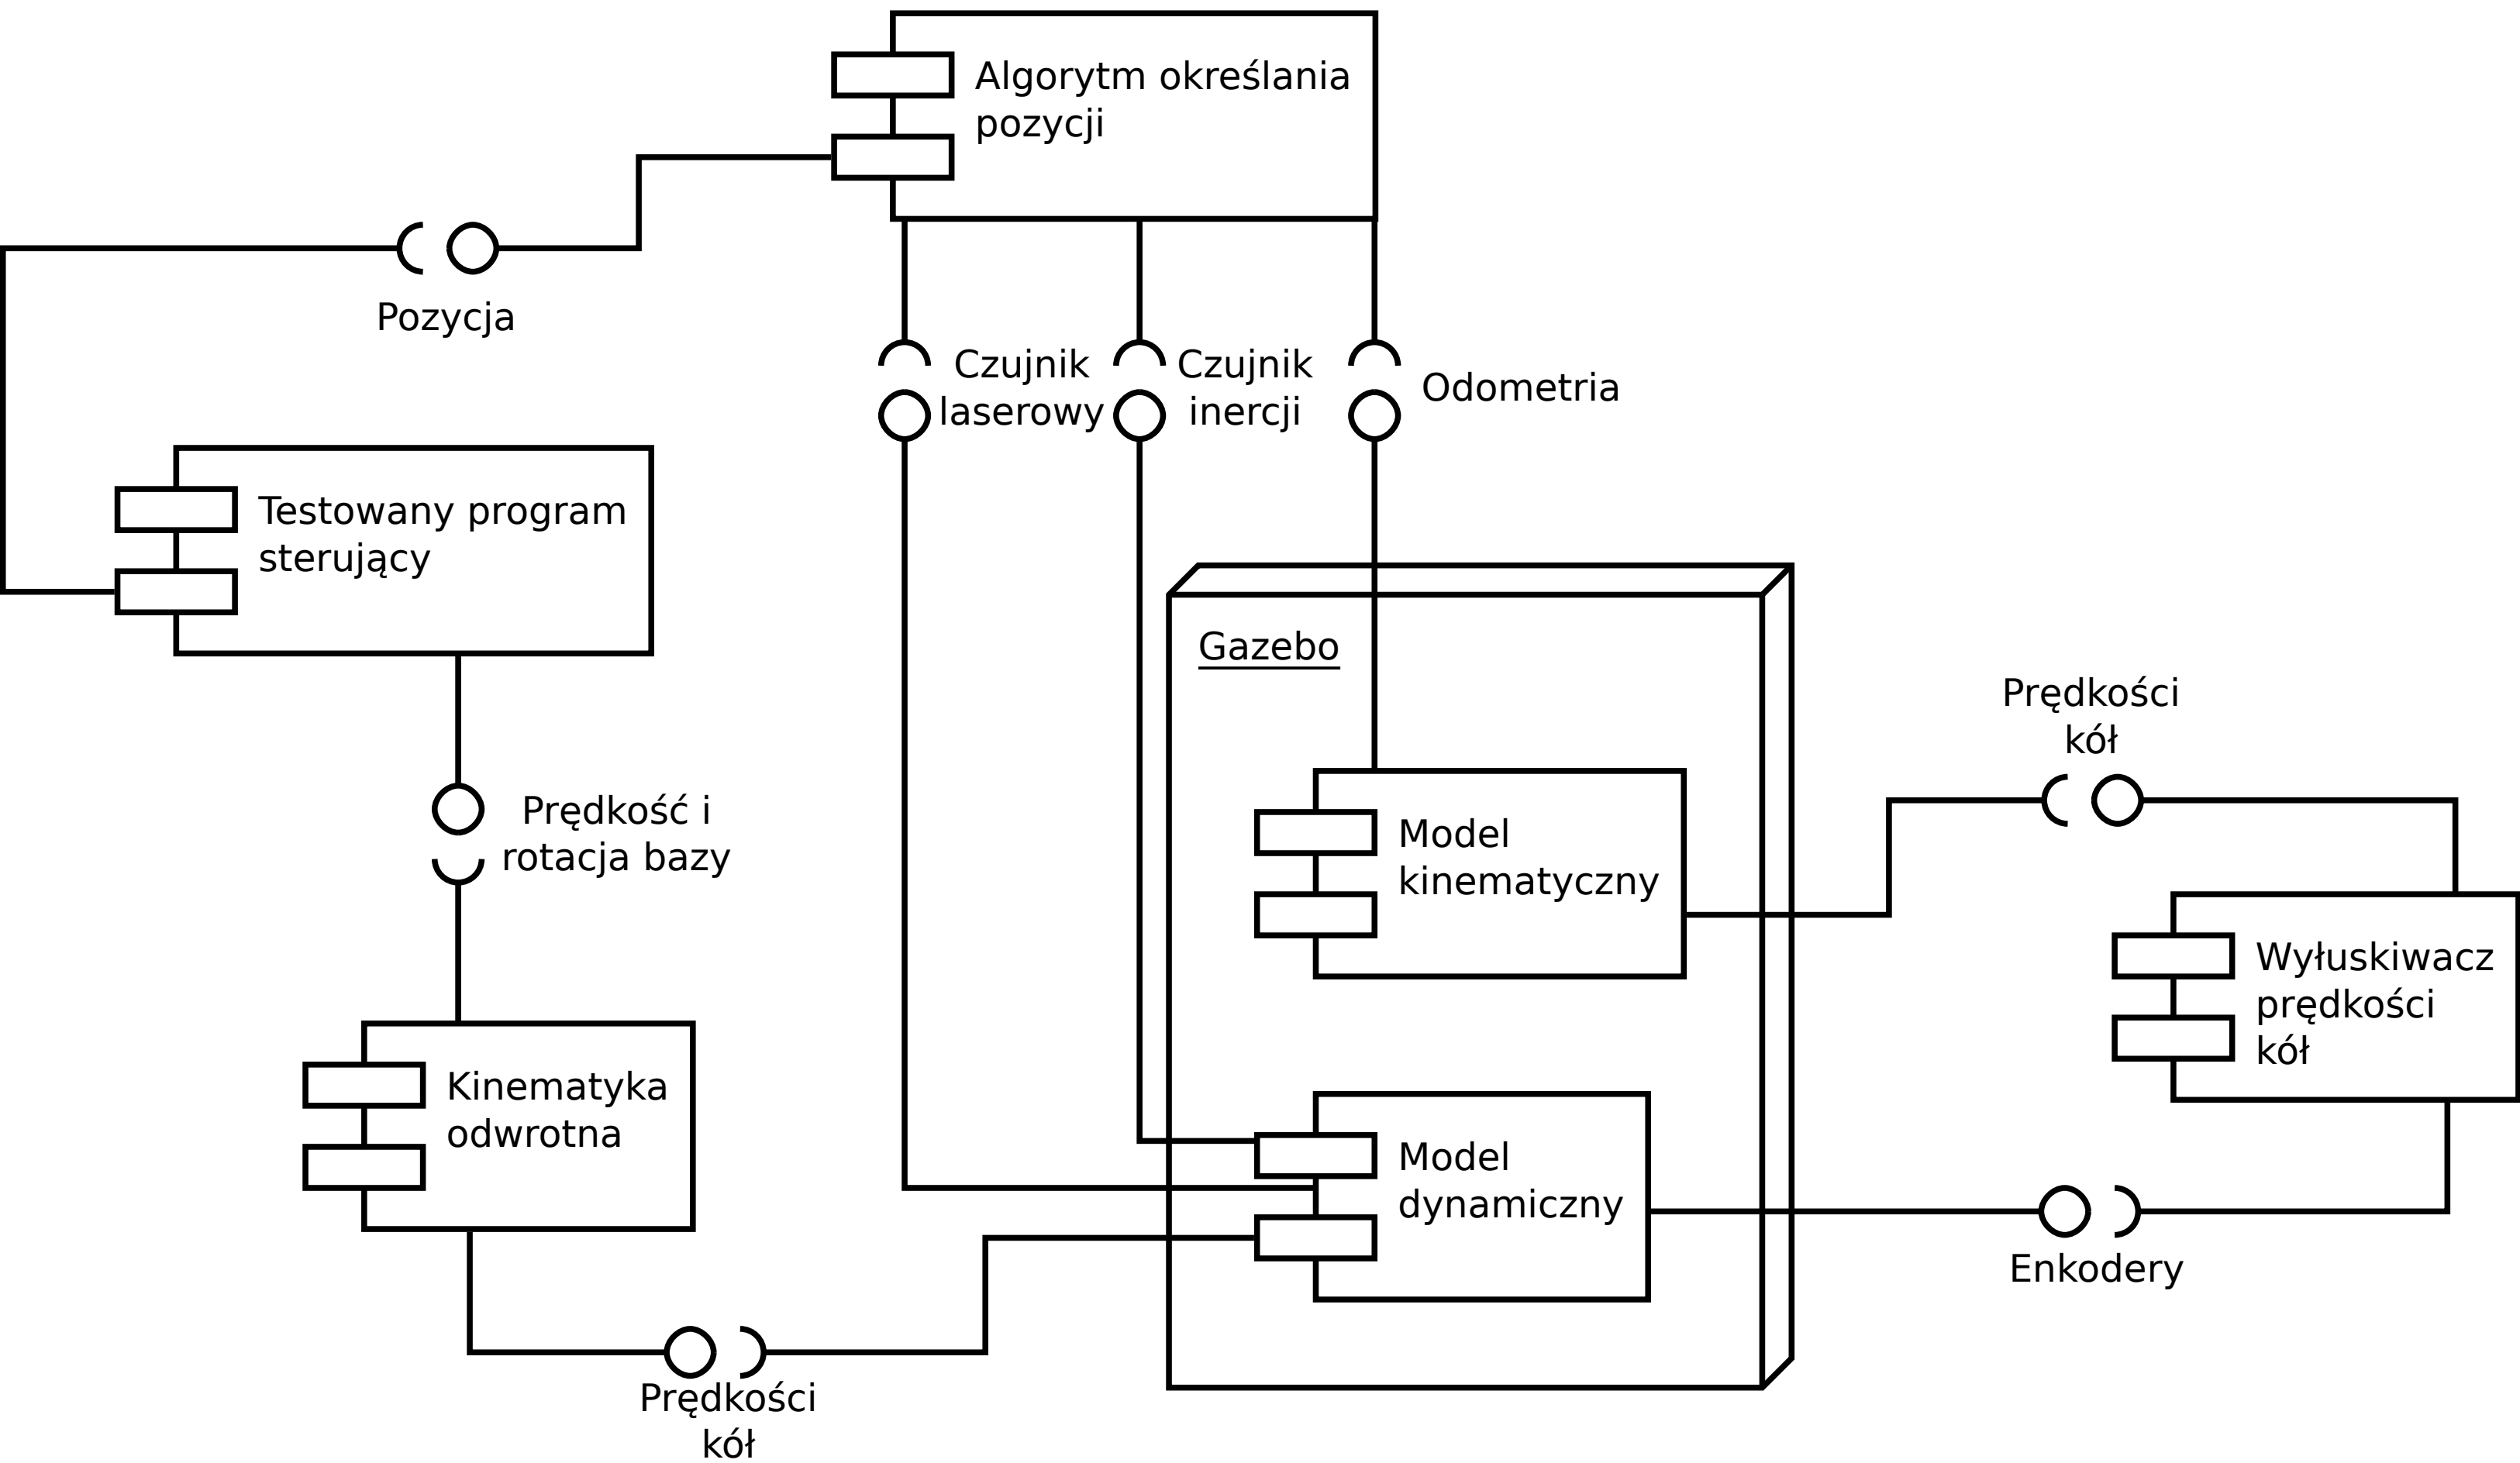 Algorytm określania
pozycji
Pozycja
Czujnik
laserowy
Czujnik
inercji
Odometria
Testowany program
sterujący
Gazebo
Prędkości
kół
Prędkość i
rotacja bazy
Model
kinematyczny
Wyłuskiwacz
prędkości
kół
Kinematyka
odwrotna
Model
dynamiczny
Enkodery
Prędkości
kół